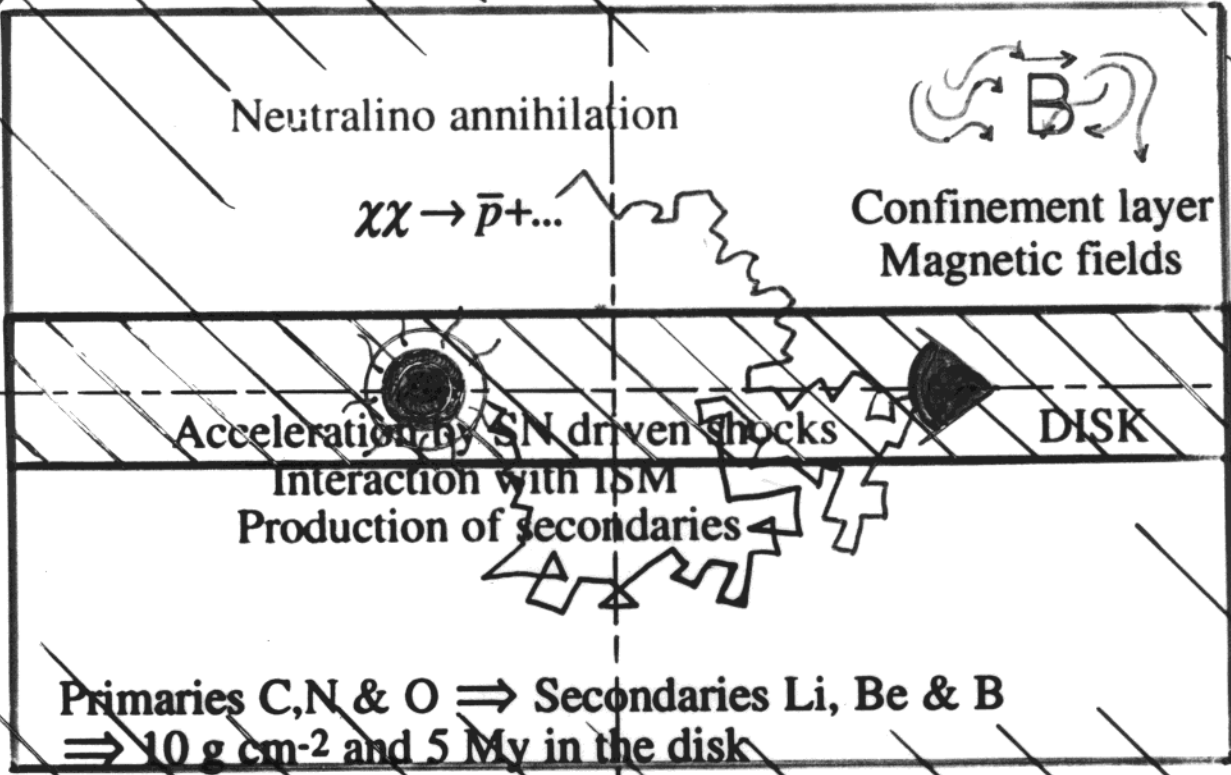 Neutralino annihilation
B
χχ → p̅+...
Confinement layer
Magnetic fields
Acceleration by SN driven shocks
DISK
Interaction with ISM
Production of secondaries
Primaries C,N & O ⇒ Secondaries Li, Be & B
⇒ 10 g cm-2 and 5 My in the disk